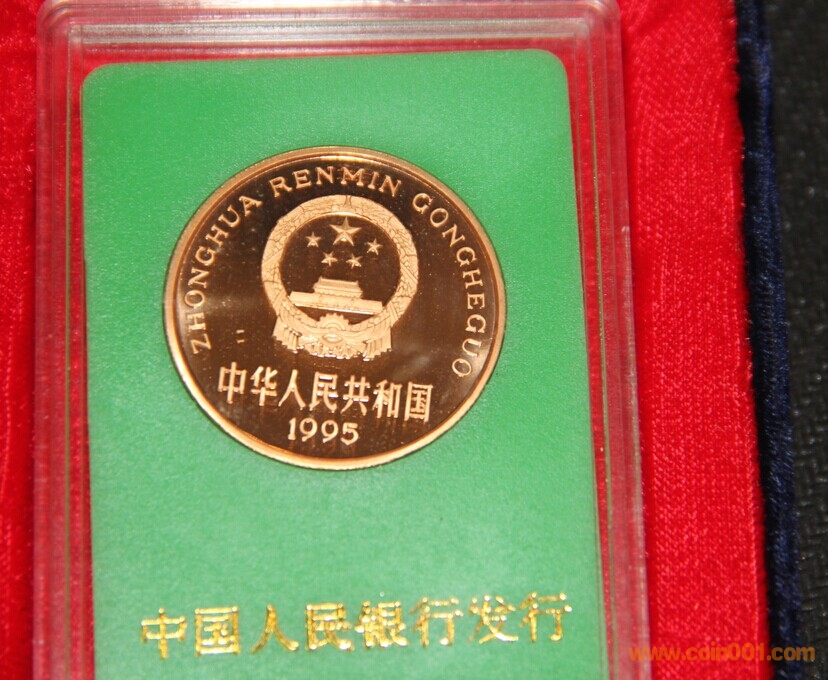 ZHONGHUA RENMIN GONGHEGUO
中华人民共和国
1995
中国人民银行发行
www.coin001.com